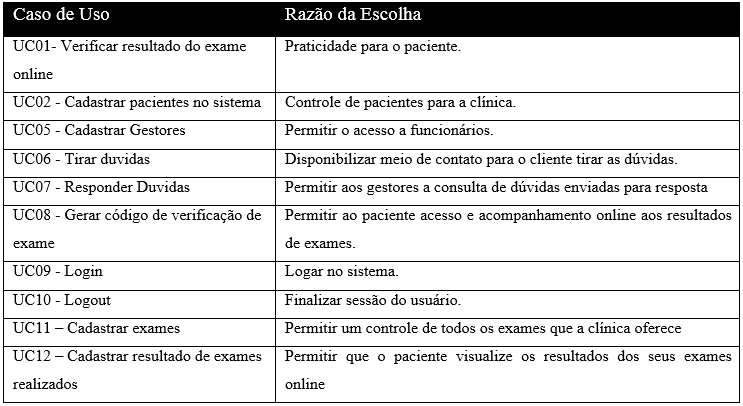 Caso de Uso Razão da Escolha
UC01- Verificar resultado do exame Praticidade para o paciente.
online
UC02 - Cadastrar pacientes no sistema Controle de pacientes para a clínica.
UC05 - Cadastrar Gestores Permitir o acesso a funcionários.
UC06 - Tirar duvidas Disponibilizar meio de contato para o cliente tirar as dúvidas.
UC07 - Responder Duvidas Permitir aos gestores a consulta de dúvidas enviadas para resposta
UC08 - Gerar código de verificação de Permitir ao paciente acesso e acompanhamento online aos resultados
exame de exames.
UC09 - Login Logar no sistema.
UC10 - Logout Finalizar sessão do usuário.
UC11 – Cadastrar exames Permitir um controle de todos os exames que a clínica oferece
UC12 – Cadastrar resultado de exames Permitir que o paciente visualize os resultados dos seus exames
realizados online